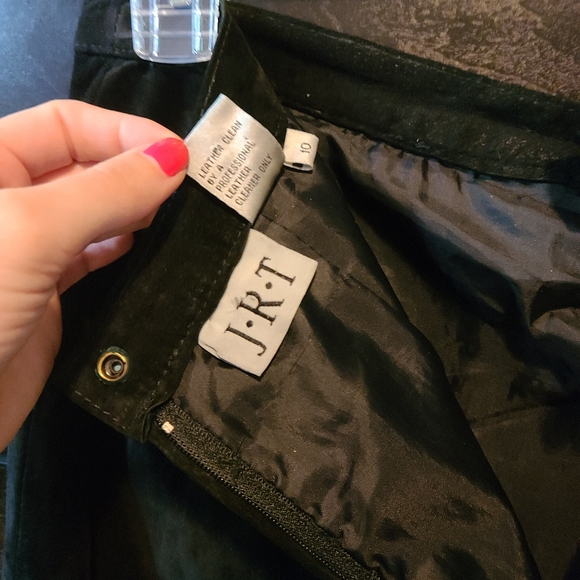 LEATHER CLEAN
BY A
PROFESSIONAL
LEATHER
CLEANER ONLY
10
J·R·T